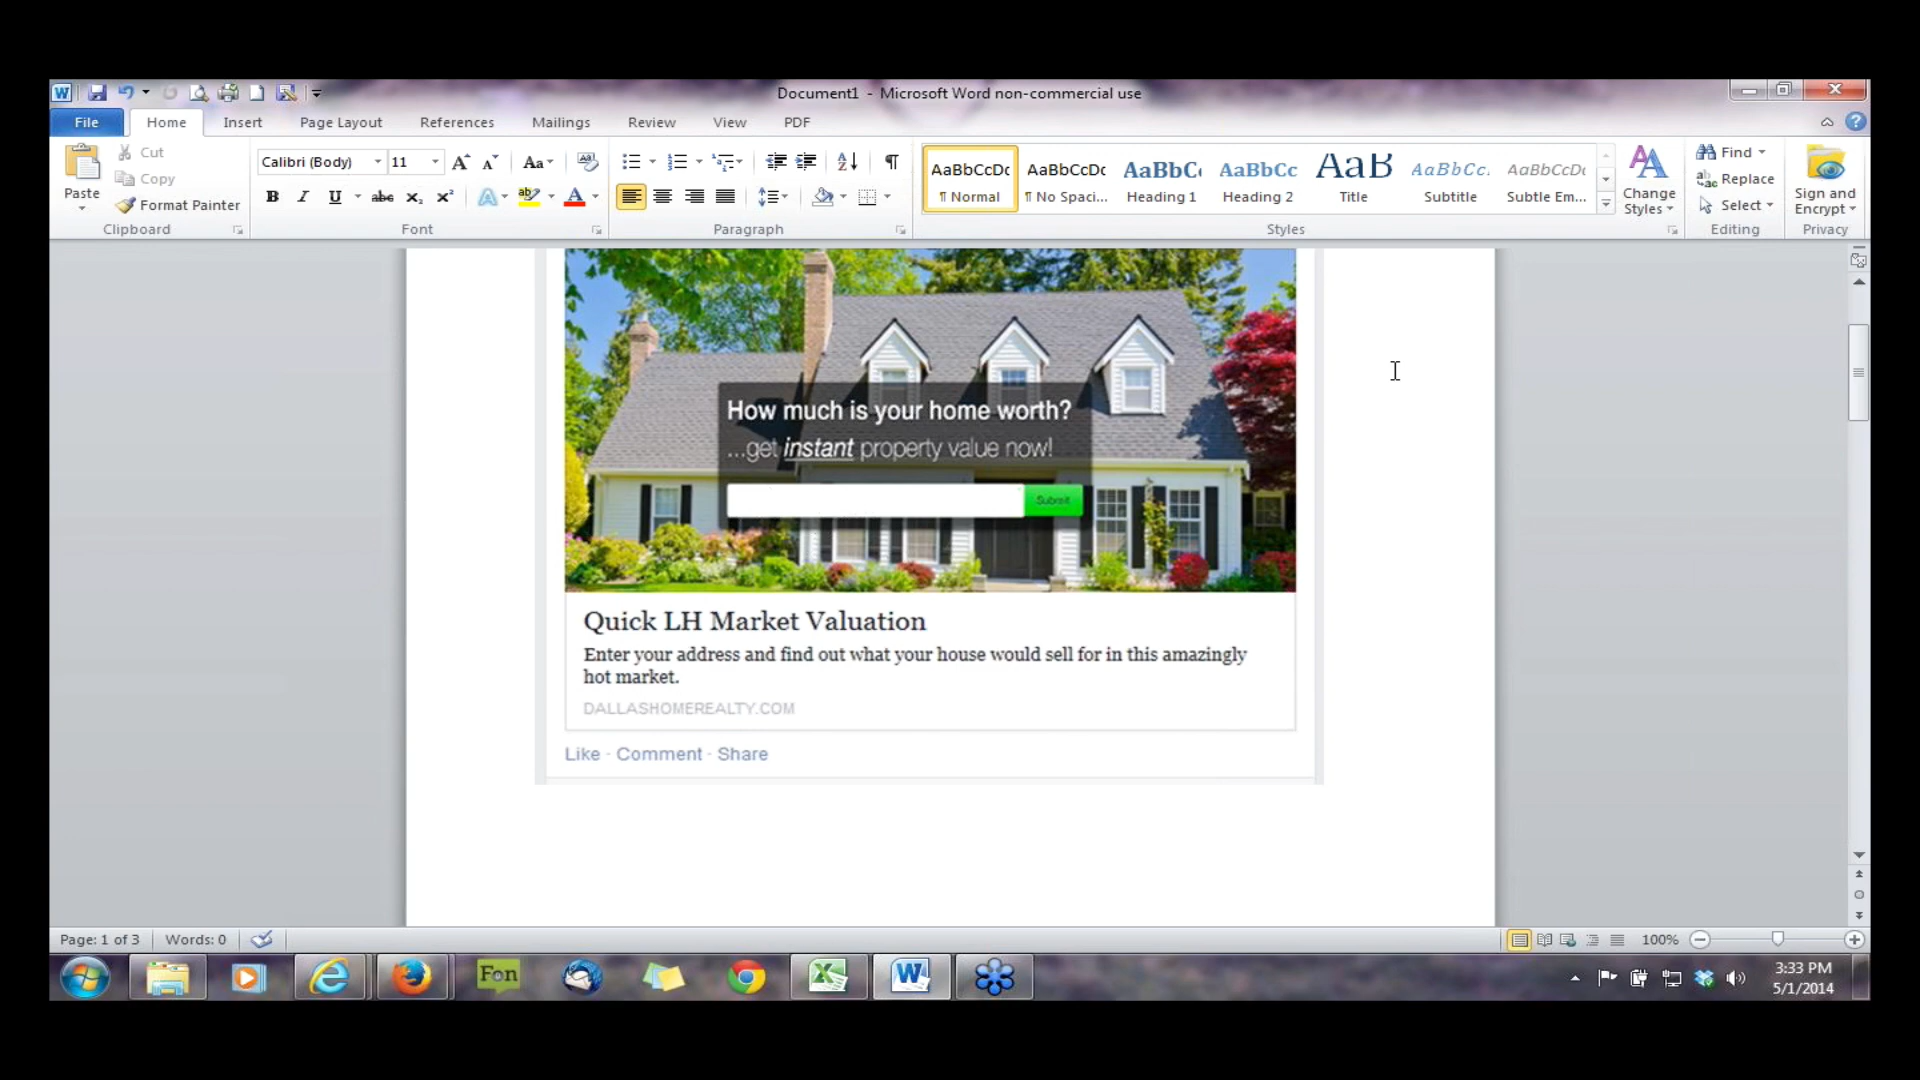 Document1 - Microsoft Word non-commercial use
File Home Insert Page Layout References Mailings Review View PDF
Paste
Cut
Copy
Format Painter
Clipboard
Calibri (Body) 11
Font
Paragraph
AaBbCcDc AaBbCcDc AaBbC AaBbCc AaB AaBbCc. AaBbCcDc
¶ Normal ¶ No Spaci... Heading 1 Heading 2 Title Subtitle Subtle Em...
Change
Styles
Styles
Find
Replace
Select
Editing
Sign and
Encrypt
Privacy
How much is your home worth?
...get instant property value now!
Submit
Quick LH Market Valuation
Enter your address and find out what your house would sell for in this amazingly
hot market.
DALLASHOMEREALTY.COM
Like · Comment · Share
Page: 1 of 3 Words: 0 100%
Fon
3:33 PM
5/1/2014